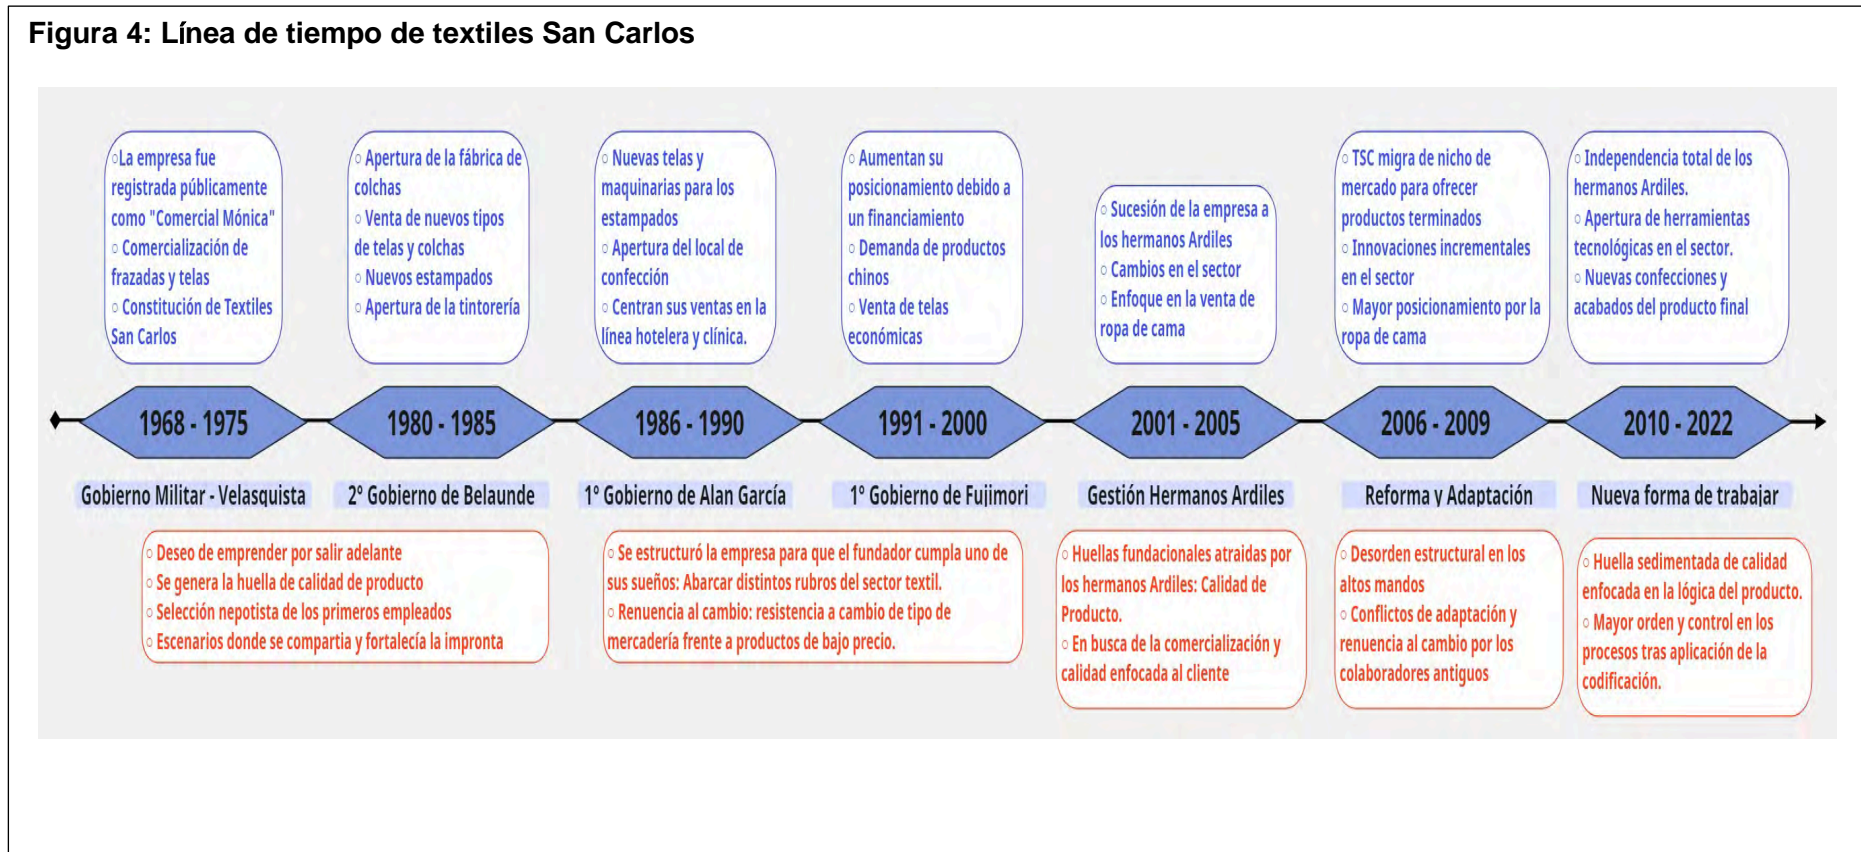 Figura 4: Línea de tiempo de textiles San Carlos
○La empresa fue
registrada públicamente
como "Comercial Mónica"
○ Comercialización de
frazadas y telas
○ Constitución de Textiles
San Carlos
○ Apertura de la fábrica de
colchas
○ Venta de nuevos tipos
de telas y colchas
○ Nuevos estampados
○ Apertura de la tintorería
○ Nuevas telas y
maquinarias para los
estampados
○ Apertura del local de
confección
○ Centran sus ventas en la
línea hotelera y clínica.
○ Aumentan su
posicionamiento debido a
un financiamiento
○ Demanda de productos
chinos
○ Venta de telas
económicas
○ Sucesión de la empresa a
los hermanos Ardiles
○ Cambios en el sector
○ Enfoque en la venta de
ropa de cama
○ TSC migra de nicho de
mercado para ofrecer
productos terminados
○ Innovaciones incrementales
en el sector
○ Mayor posicionamiento por la
ropa de cama
○ Independencia total de los
hermanos Ardiles.
○ Apertura de herramientas
tecnológicas en el sector.
○ Nuevas confecciones y
acabados del producto final
1968 - 1975
1980 - 1985
1986 - 1990
1991 - 2000
2001 - 2005
2006 - 2009
2010 - 2022
Gobierno Militar - Velasquista
2º Gobierno de Belaunde
1º Gobierno de Alan García
1º Gobierno de Fujimori
Gestión Hermanos Ardiles
Reforma y Adaptación
Nueva forma de trabajar
○ Deseo de emprender por salir adelante
○ Se genera la huella de calidad de producto
○ Selección nepotista de los primeros empleados
○ Escenarios donde se compartia y fortalecía la impronta
○ Se estructuró la empresa para que el fundador cumpla uno de
sus sueños: Abarcar distintos rubros del sector textil.
○ Renuencia al cambio: resistencia a cambio de tipo de
mercadería frente a productos de bajo precio.
○ Huellas fundacionales atraidas por
los hermanos Ardiles: Calidad de
Producto.
○ En busca de la comercialización y
calidad enfocada al cliente
○ Desorden estructural en los
altos mandos
○ Conflictos de adaptación y
renuencia al cambio por los
colaboradores antiguos
○ Huella sedimentada de calidad
enfocada en la lógica del producto.
○ Mayor orden y control en los
procesos tras aplicación de la
codificación.